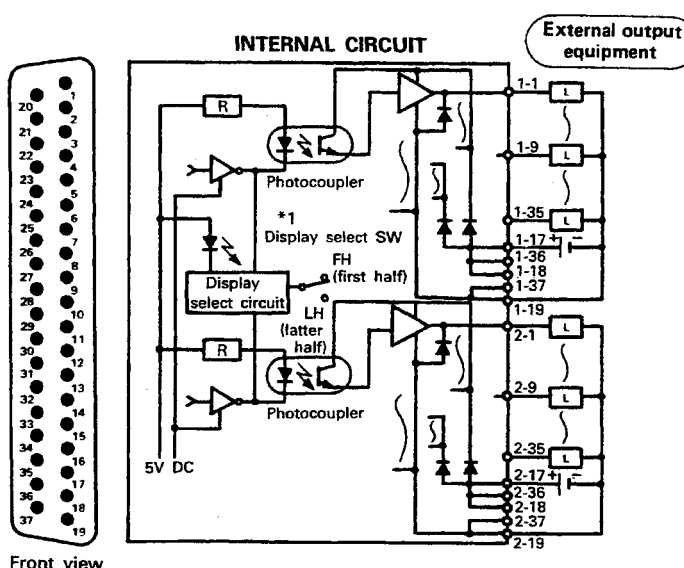 INTERNAL CIRCUIT
External output
equipment
1
20
2
21
3
22
4
23
5
24
6
25
7
26
8
27
9
28
10
29
11
30
12
31
13
32
14
33
15
34
16
35
17
36
18
37
19
Front view
R
Photocoupler
*1
Display select SW
FH
(first half)
Display
select circuit
LH
(latter
half)
R
Photocoupler
5V DC
1-1
L
1-9
L
1-35
L
1-17 + -
1-36
1-18
1-37
1-19
2-1
L
2-9
L
2-35
L
2-17 + -
2-36
2-18
2-37
2-19